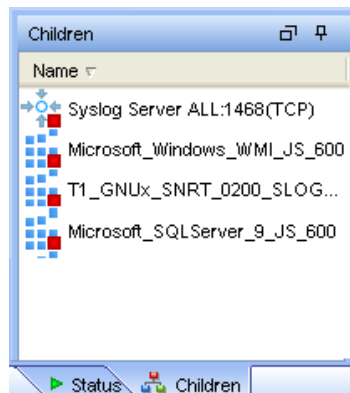 Children
Name
Syslog Server ALL:1468(TCP)
Microsoft_Windows_WMI_JS_600
T1_GNUx_SNRT_0200_SLOG...
Microsoft_SQLServer_9_JS_600
Status Children